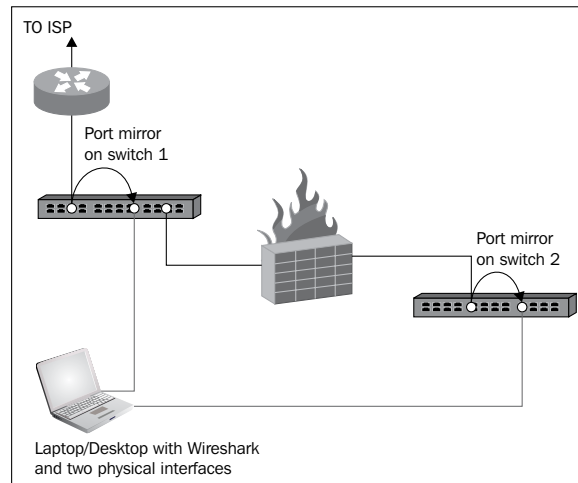 TO ISP
Port mirror
on switch 1
Port mirror
on switch 2
Laptop/Desktop with Wireshark
and two physical interfaces